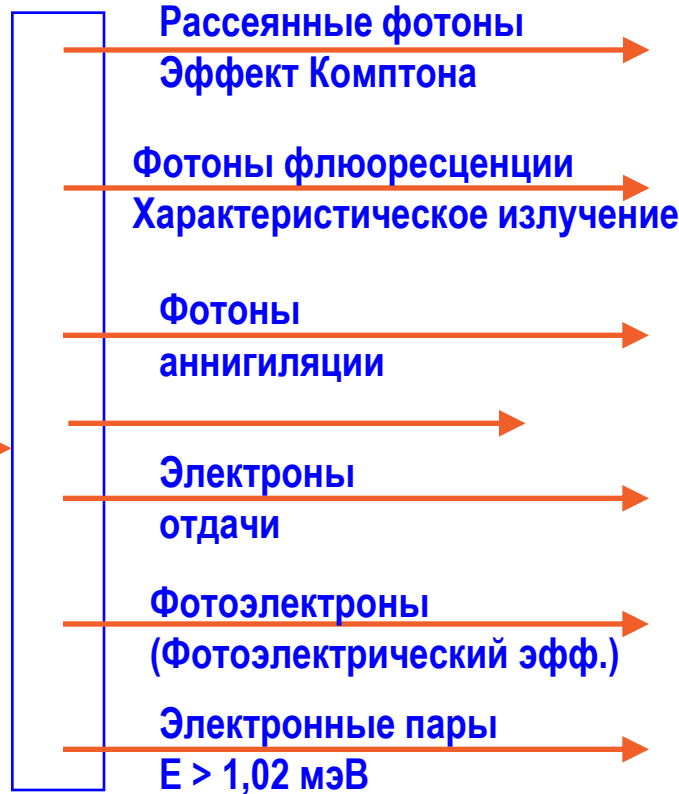 Рассеянные фотоны
Эффект Комптона
Фотоны флюоресценции
Характеристическое излучение
Фотоны
аннигиляции
Электроны
отдачи
Фотоэлектроны
(Фотоэлектрический эфф.)
Электронные пары
Е > 1,02 мэВ